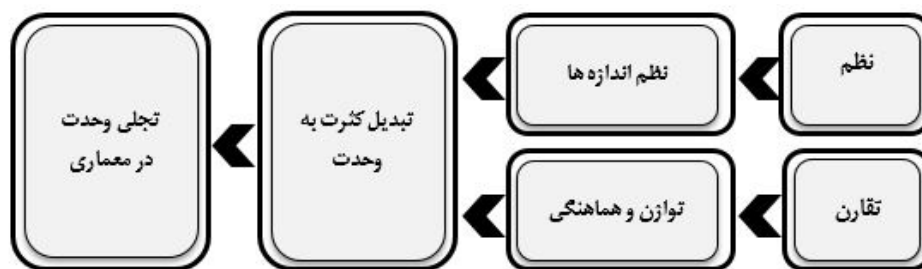 نظم
نظم اندازه ها
تقارن
توازن و هماهنگی
تبدیل کثرت به
وحدت
تجلی وحدت
در معماری